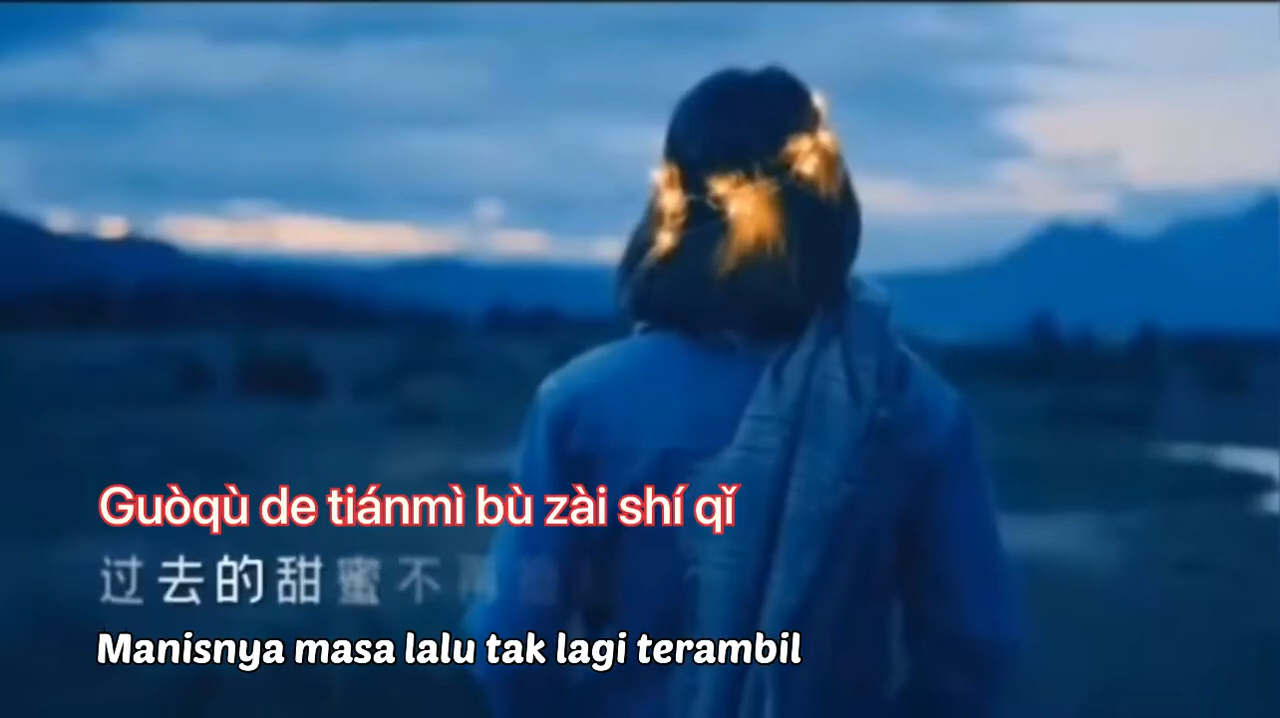 Guòqù de tiánmì bù zài shí qǐ
过去的甜蜜不再
Manisnya masa lalu tak lagi terambil